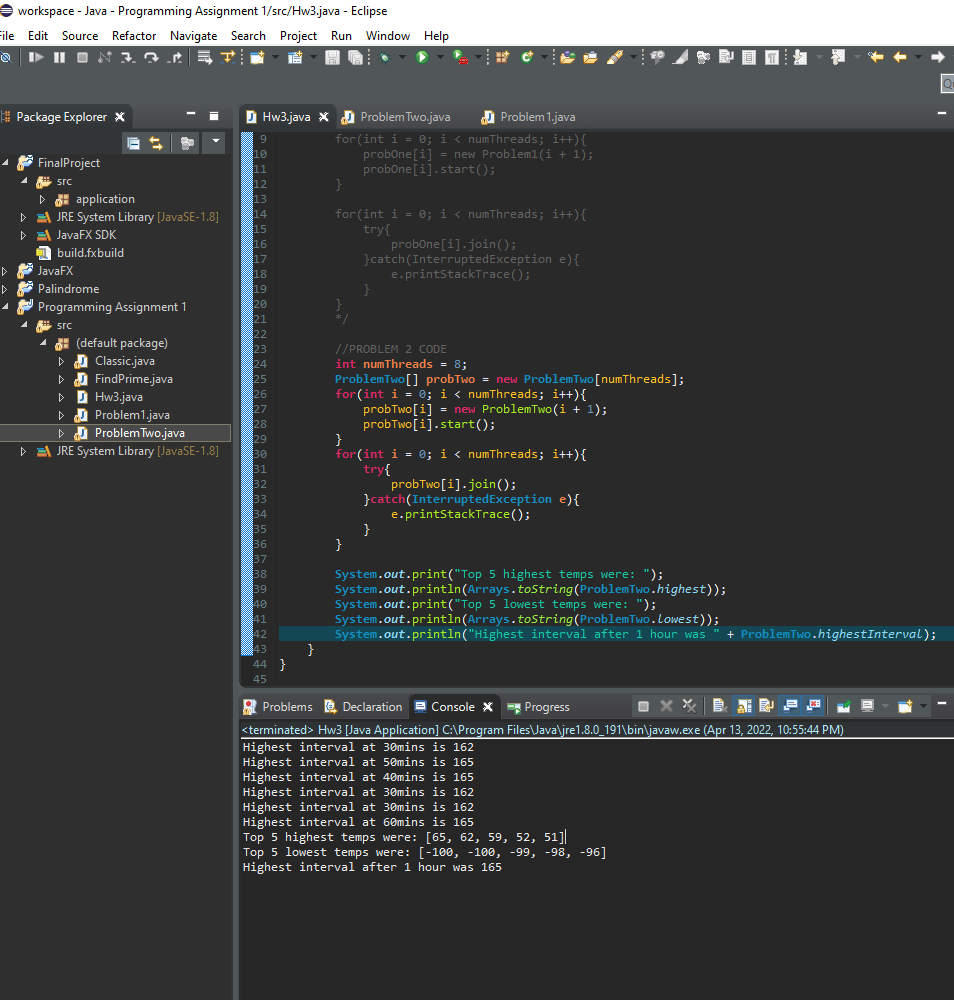 workspace - Java - Programming Assignment 1/src/Hw3.java - Eclipse
File Edit Source Refactor Navigate Search Project Run Window Help
Package Explorer
FinalProject
src
application
JRE System Library [JavaSE-1.8]
JavaFX SDK
build.fxbuild
JavaFX
Palindrome
Programming Assignment 1
src
(default package)
Classic.java
FindPrime.java
Hw3.java
Problem1.java
ProblemTwo.java
JRE System Library [JavaSE-1.8]
Hw3.java ProblemTwo.java Problem1.java
9 for(int i = 0; i < numThreads; i++){
10 probOne[i] = new Problem1(i + 1);
11 probOne[i].start();
12 }
13
14 for(int i = 0; i < numThreads; i++){
15 try{
16 probOne[i].join();
17 }catch(InterruptedException e){
18 e.printStackTrace();
19 }
20 }
21 */
22
23 //PROBLEM 2 CODE
24 int numThreads = 8;
25 ProblemTwo[] probTwo = new ProblemTwo[numThreads];
26 for(int i = 0; i < numThreads; i++){
27 probTwo[i] = new ProblemTwo(i + 1);
28 probTwo[i].start();
29 }
30 for(int i = 0; i < numThreads; i++){
31 try{
32 probTwo[i].join();
33 }catch(InterruptedException e){
34 e.printStackTrace();
35 }
36 }
37
38 System.out.print("Top 5 highest temps were: ");
39 System.out.println(Arrays.toString(ProblemTwo.highest));
40 System.out.print("Top 5 lowest temps were: ");
41 System.out.println(Arrays.toString(ProblemTwo.lowest));
42 System.out.println("Highest interval after 1 hour was " + ProblemTwo.highestInterval);
43 }
44 }
45
Problems Declaration Console Progress
<terminated> Hw3 [Java Application] C:\Program Files\Java\jre1.8.0_191\bin\javaw.exe (Apr 13, 2022, 10:55:44 PM)
Highest interval at 30mins is 162
Highest interval at 50mins is 165
Highest interval at 40mins is 165
Highest interval at 30mins is 162
Highest interval at 30mins is 162
Highest interval at 60mins is 165
Top 5 highest temps were: [65, 62, 59, 52, 51]
Top 5 lowest temps were: [-100, -100, -99, -98, -96]
Highest interval after 1 hour was 165